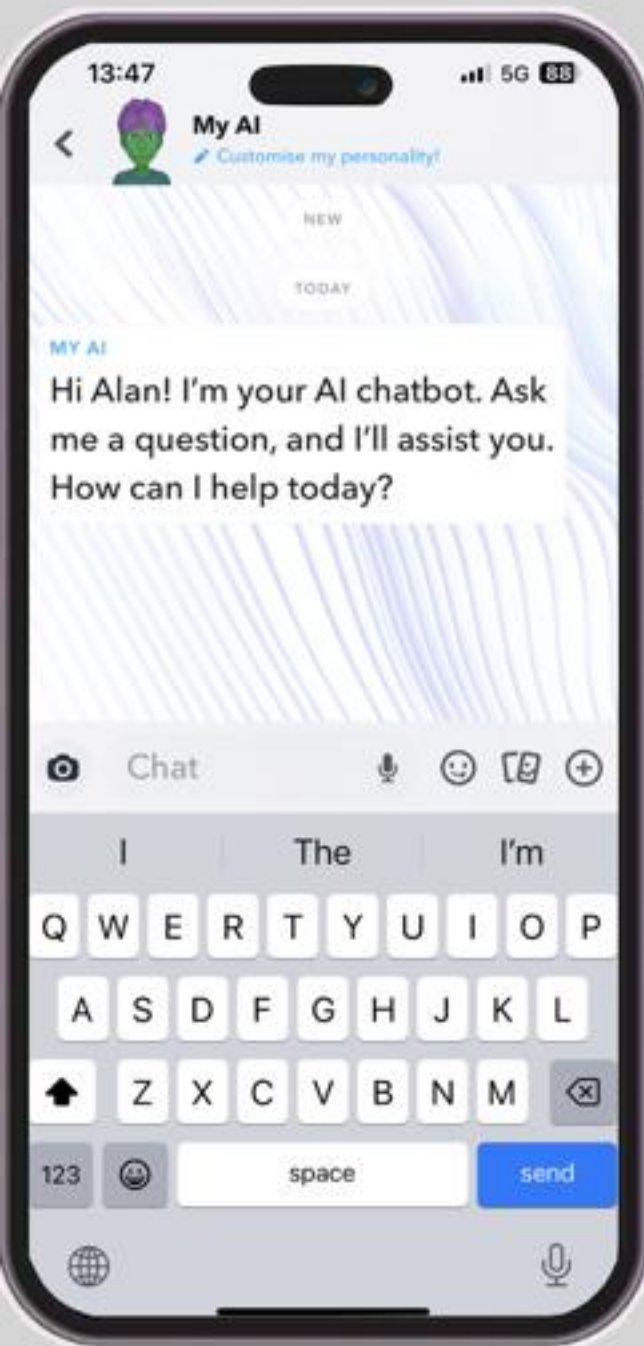 13:47 5G 88
My AI
Customise my personality!
NEW
TODAY
MY AI
Hi Alan! I'm your AI chatbot. Ask
me a question, and I'll assist you.
How can I help today?
Chat
I The I'm
Q W E R T Y U I O P
A S D F G H J K L
Z X C V B N M
123 space send